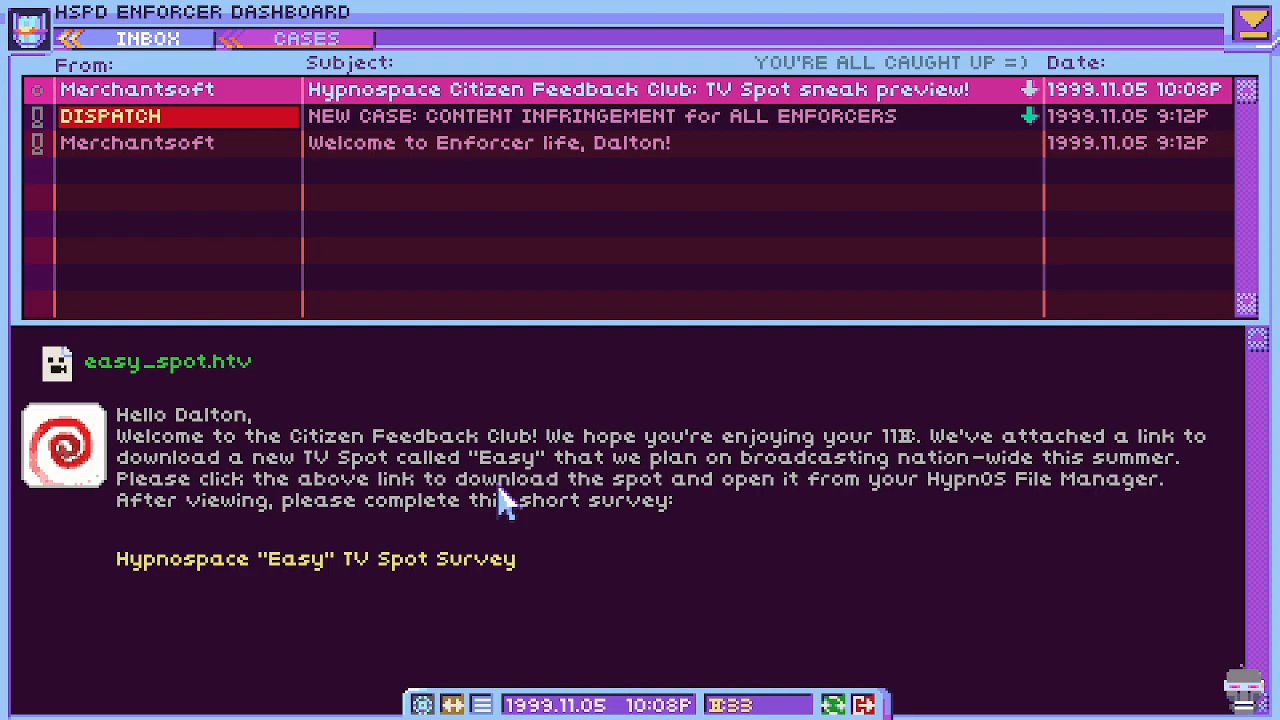 HSPD ENFORCER DASHBOARD
INBOX
CASES
From:
Subject:
YOU'RE ALL CAUGHT UP =)
Date:
Merchantsoft
Hypnospace Citizen Feedback Club: TV Spot sneak preview!
1999.11.05 10:08P
DISPATCH
NEW CASE: CONTENT INFRINGEMENT for ALL ENFORCERS
1999.11.05 9:12P
Merchantsoft
Welcome to Enforcer life, Dalton!
1999.11.05 9:12P
easy_spot.htv
Hello Dalton,
Welcome to the Citizen Feedback Club! We hope you're enjoying your 11. We've attached a link to
download a new TV Spot called "Easy" that we plan on broadcasting nation-wide this summer.
Please click the above link to download the spot and open it from your HypnOS File Manager.
After viewing, please complete this short survey:
Hypnospace "Easy" TV Spot Survey
1999.11.05 10:08P
:33